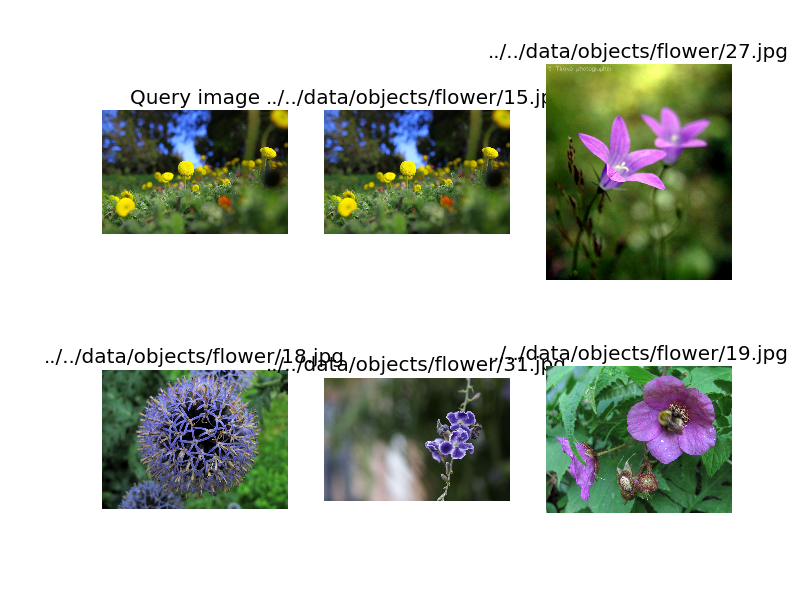 ../../data/objects/flower/27.jpg
Query image
../../data/objects/flower/15.jp
../../data/objects/flower/18.jpg
../../data/objects/flower/31.jpg
../../data/objects/flower/19.jpg